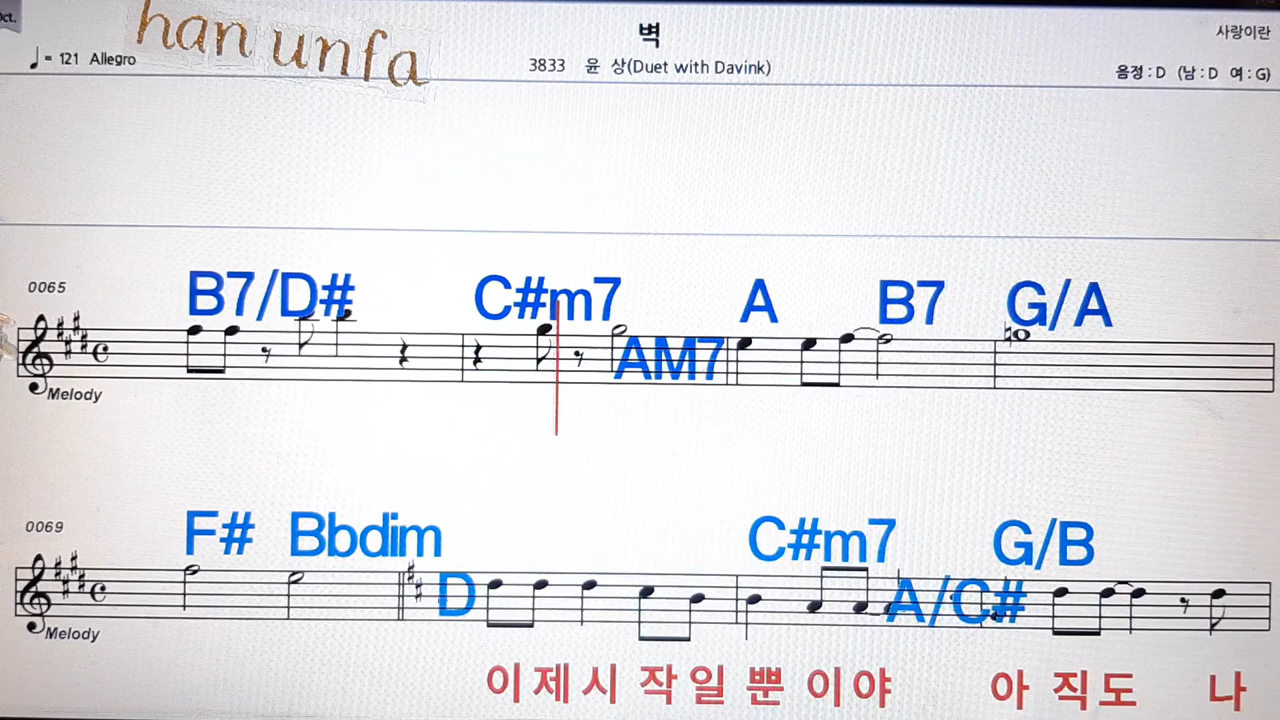 Oct.
han unfa
벽
사랑이란
♩= 121 Allegro
3833 윤 상(Duet with Davink)
음정 : D (남 : D 여 : G)
0065
B7/D# C#m7 A B7 G/A
AM7
Melody
0069
F# Bbdim C#m7 G/B
D A/C#
Melody
이 제 시 작 일 뿐 이 야 아 직 도 나